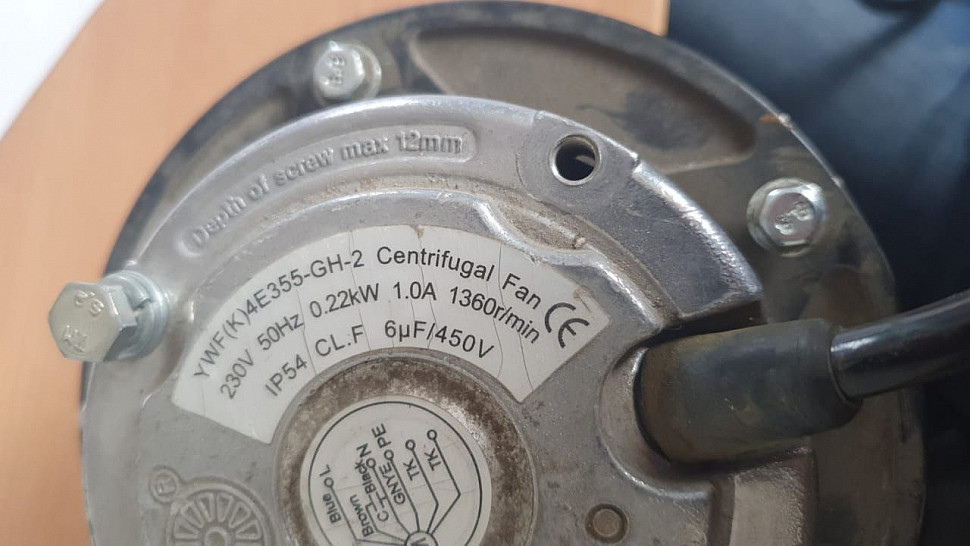 Depth of screw max 12mm
YWF(K)4E355-GH-2 Centrifugal Fan
230V 50Hz 0.22kW 1.0A 1360r/min
CE
IP54 CL.F 6μF/450V
Blue L
Brown
C Black N
GNYE PE
TK
TK
M
8.8
8.8
8.8
®